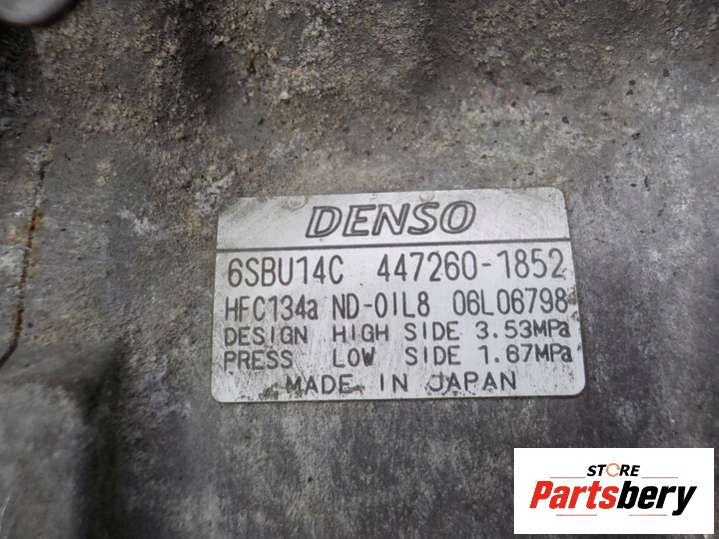 DENSO
6SBU14C 447260-1852
HFC134a ND-OIL8 06L06798
DESIGN HIGH SIDE 3.53MPa
PRESS LOW SIDE 1.67MPa
MADE IN JAPAN
STORE
Partsbery